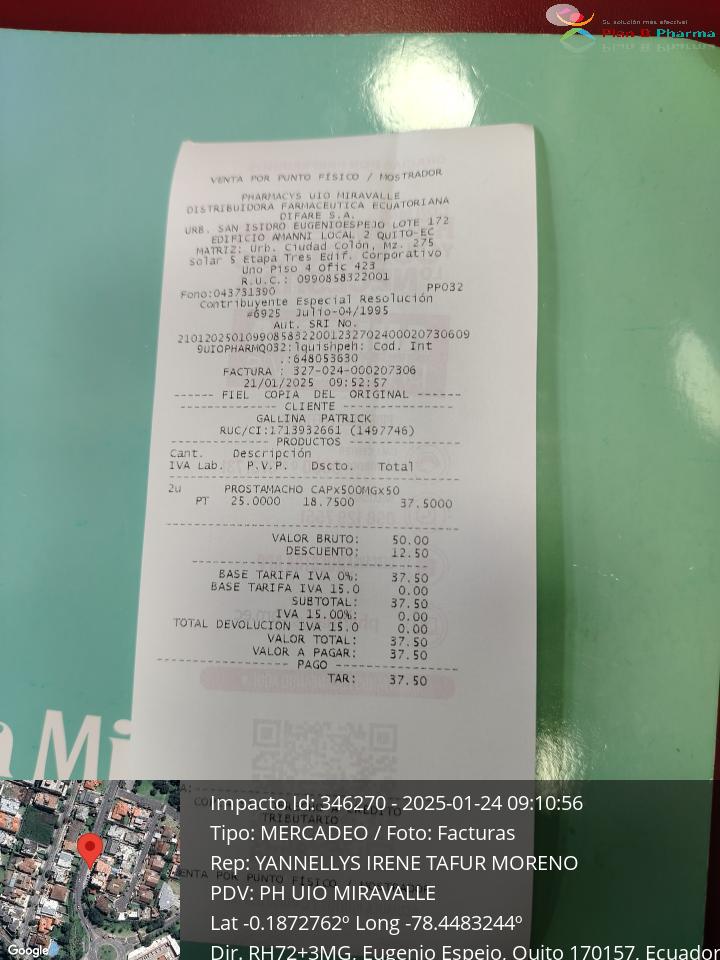 Su solución más efectiva!
Plan B Pharma
VENTA POR PUNTO FÍSICO / MOSTRADOR
PHARMACYS UIO MIRAVALLE
DISTRIBUIDORA FARMACEUTICA ECUATORIANA
DIFARE S.A.
URB. SAN ISIDRO EUGENIOESPEJO LOTE 172
EDIFICIO AMANNI LOCAL 2 QUITO-EC
MATRIZ: Urb. Ciudad Colón, Mz. 275
Solar 5 Etapa Tres Edif. Corporativo
Uno Piso 4 Ofic 423
R.U.C.: 0990858322001
Fono:043731390 PP032
Contribuyente Especial Resolución
#6925 Julio-04/1995
Aut. SRI No.
2101202501099085832200123270240002073060​9
9UIOPHARMQ032:lquishpeh: Cod. Int
.:648053630
FACTURA : 327-024-000207306
21/01/2025 09:52:57
------ FIEL COPIA DEL ORIGINAL ------
CLIENTE
GALLINA PATRICK
RUC/CI:1713932661 (1497746)
PRODUCTOS
Cant. Descripción
IVA Lab. P.V.P. Dscto. Total
2u PROSTAMACHO CAPx500MGx50
PT 25.0000 18.7500 37.5000
VALOR BRUTO: 50.00
DESCUENTO: 12.50
BASE TARIFA IVA 0%: 37.50
BASE TARIFA IVA 15.0 0.00
SUBTOTAL: 37.50
IVA 15.00%: 0.00
TOTAL DEVOLUCION IVA 15.0 0.00
VALOR TOTAL: 37.50
VALOR A PAGAR: 37.50
PAGO
TAR: 37.50
a Mi
TRIBUTARIO
Impacto Id: 346270 - 2025-01-24 09:10:56
Tipo: MERCADEO / Foto: Facturas
Rep: YANNELLYS IRENE TAFUR MORENO
PDV: PH UIO MIRAVALLE
Lat -0.1872762º Long -78.4483244º
Dir. RH72+3MG, Eugenio Espejo, Quito 170157, Ecuador
Google